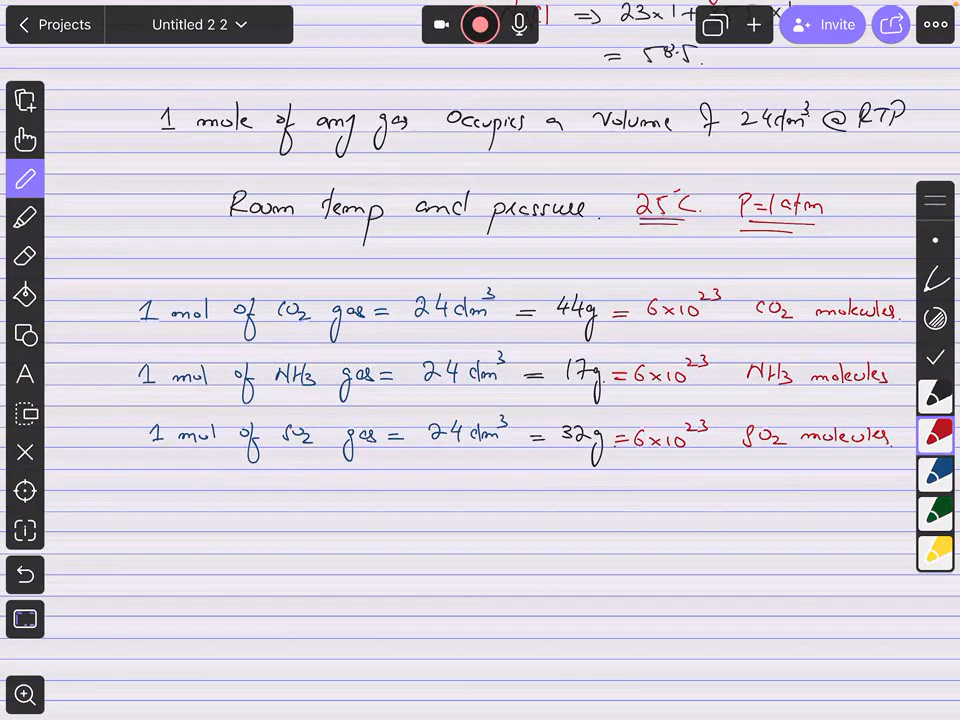 Projects Untitled 2 2 Invite
⇒ 23x1+
= 58.5.
1 mole of any gas occupies a volume of 24dm³ @ RTP
Room temp and pressure. 25°C. P=1atm
1 mol of CO2 gas = 24dm³ = 44g = 6×10²³ CO2 molecules.
1 mol of NH3 gas = 24dm³ = 17g. = 6×10²³ NH3 molecules
1 mol of SO2 gas = 24dm³ = 32g = 6×10²³ SO2 molecules.